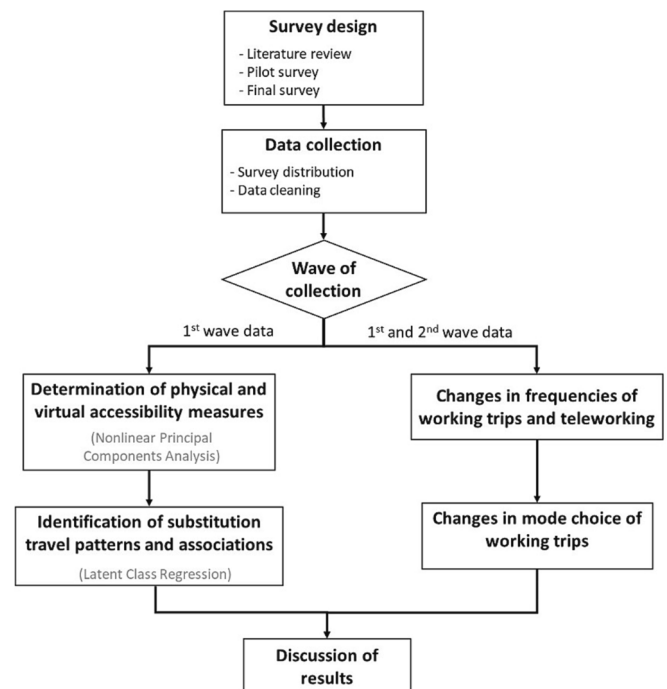 Survey design
- Literature review
- Pilot survey
- Final survey
Data collection
- Survey distribution
- Data cleaning
Wave of
collection
1st wave data
1st and 2nd wave data
Determination of physical and
virtual accessibility measures
(Nonlinear Principal
Components Analysis)
Changes in frequencies of
working trips and teleworking
Identification of substitution
travel patterns and associations
(Latent Class Regression)
Changes in mode choice of
working trips
Discussion of
results